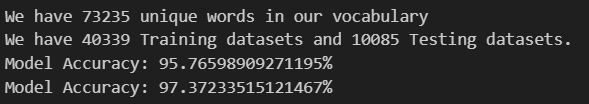 We have 73235 unique words in our vocabulary
We have 40339 Training datasets and 10085 Testing datasets.
Model Accuracy: 95.76598909271195%
Model Accuracy: 97.37233515121467%